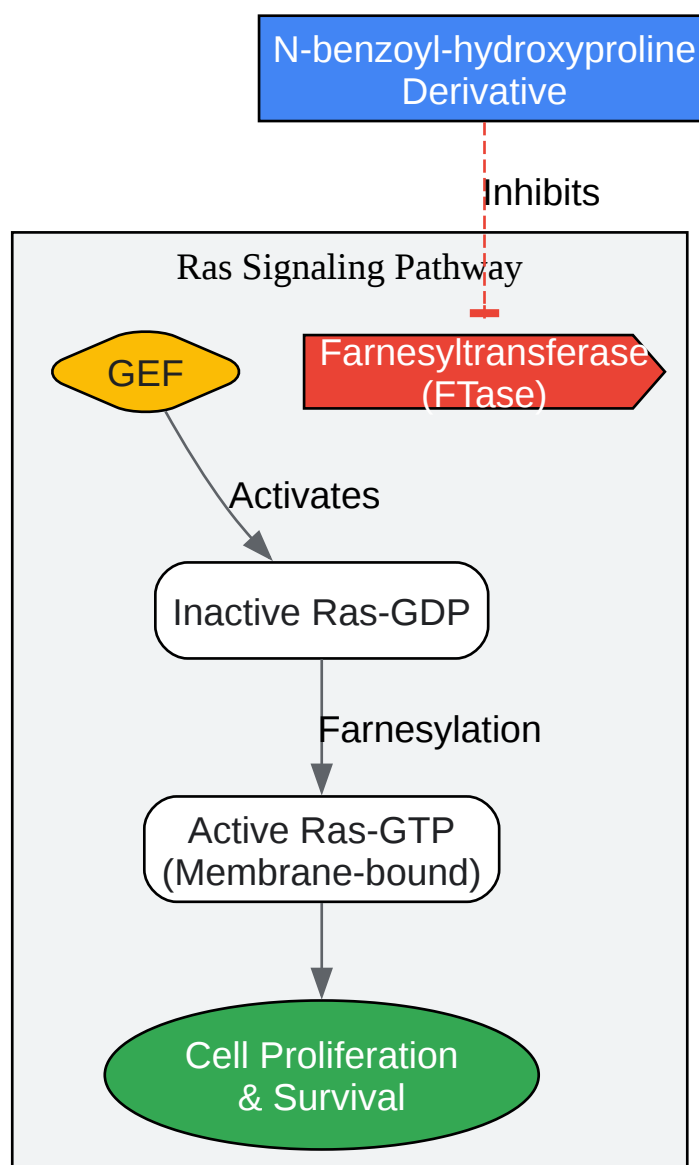 N-benzoyl-hydroxyproline
Derivative
Inhibits
Ras Signaling Pathway
GEF
Farnesyltransferase
(FTase)
Activates
Inactive Ras-GDP
Farnesylation
Active Ras-GTP
(Membrane-bound)
Cell Proliferation
& Survival